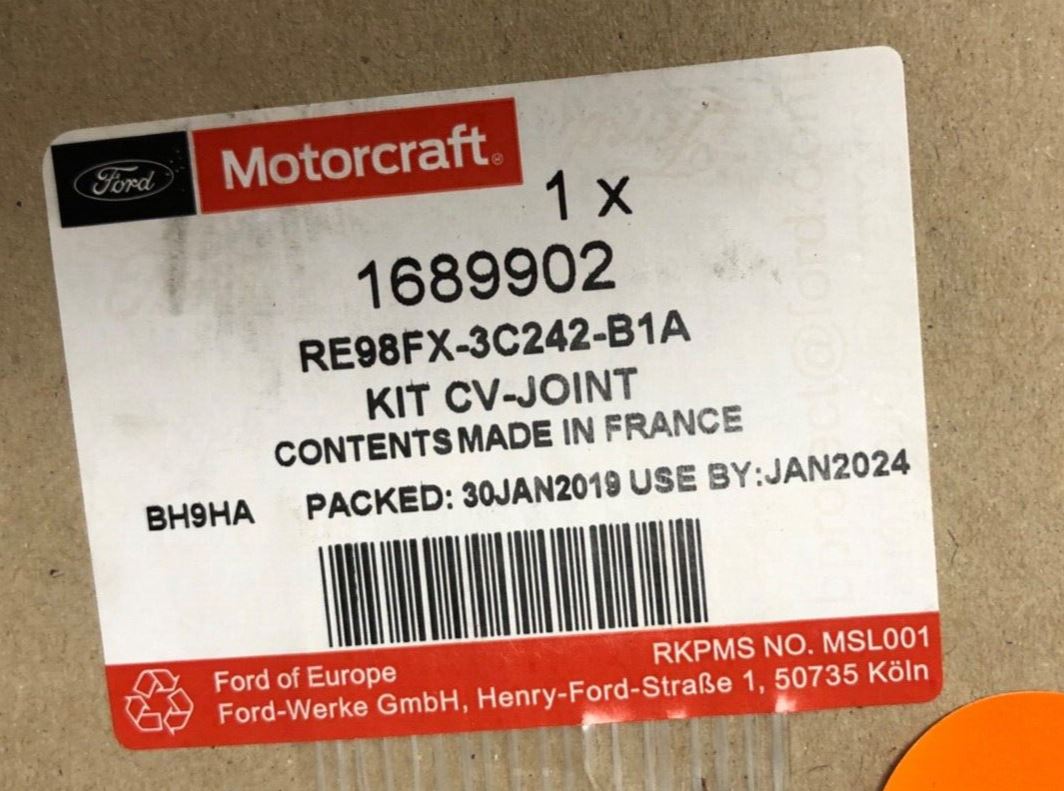 Ford Motorcraft®
1 x
1689902
RE98FX-3C242-B1A
KIT CV-JOINT
CONTENTS MADE IN FRANCE
BH9HA PACKED: 30JAN2019 USE BY:JAN2024
RKPMS NO. MSL001
Ford of Europe
Ford-Werke GmbH, Henry-Ford-Straße 1, 50735 Köln